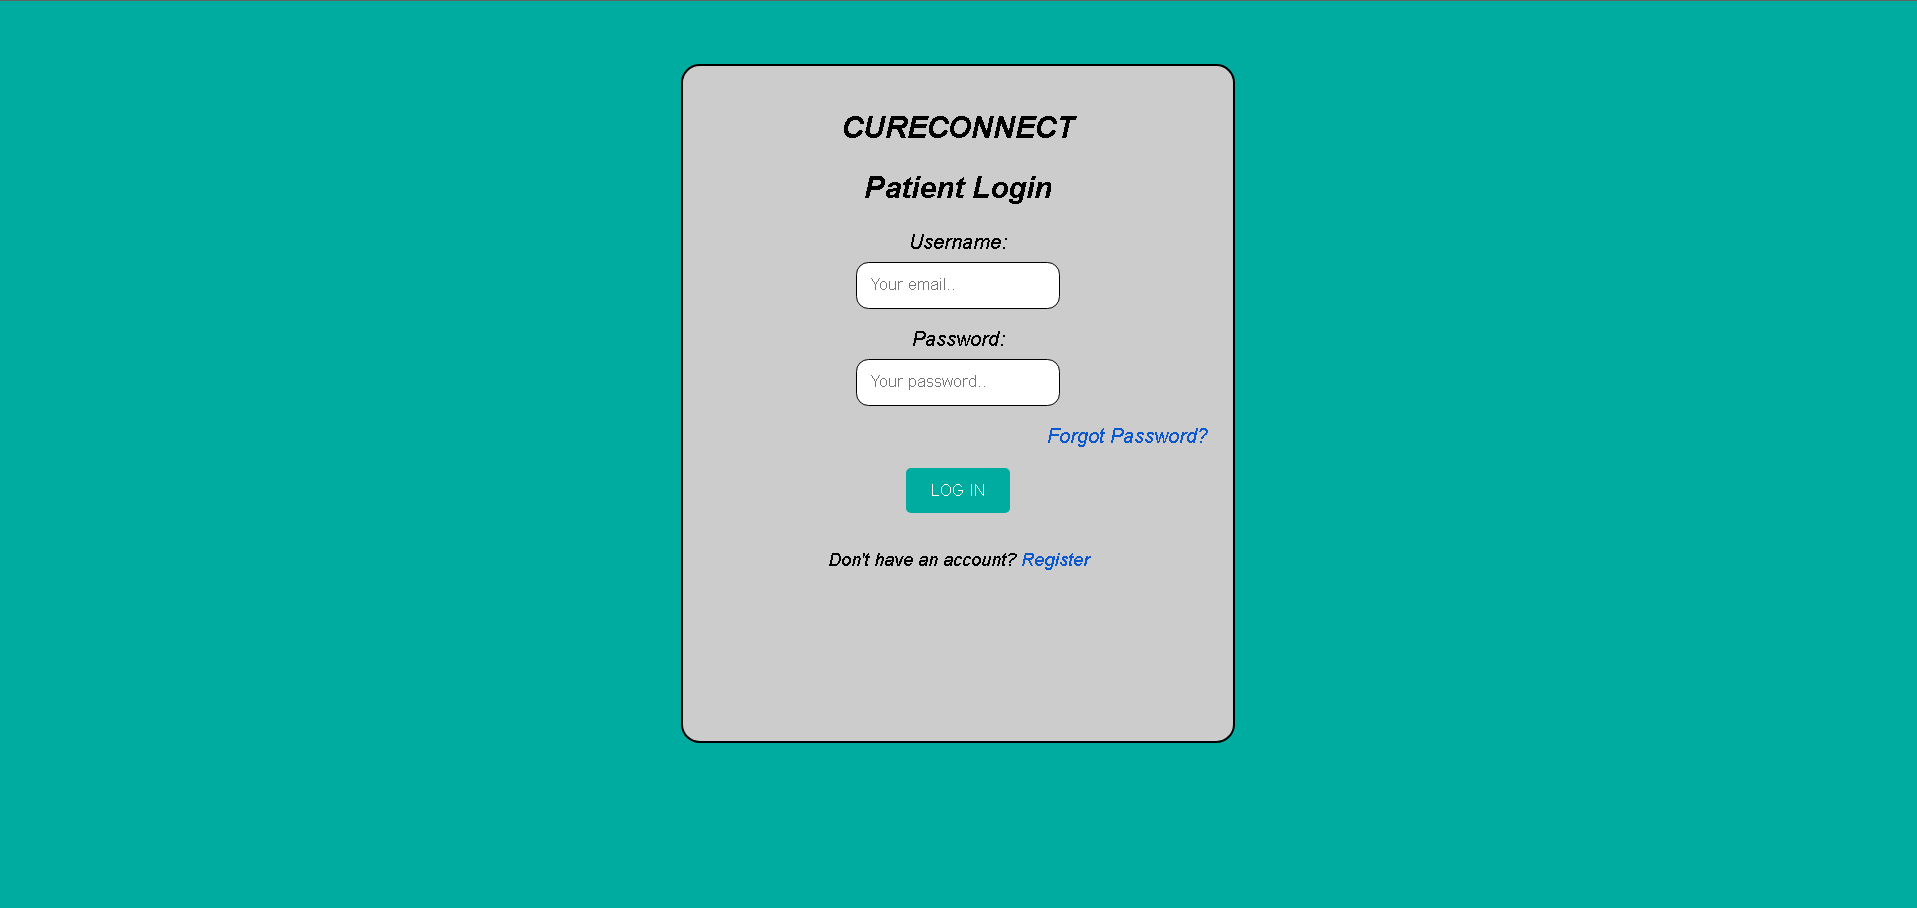 CURECONNECT
Patient Login
Username:
Your email..
Password:
Your password..
Forgot Password?
LOG IN
Don't have an account? Register